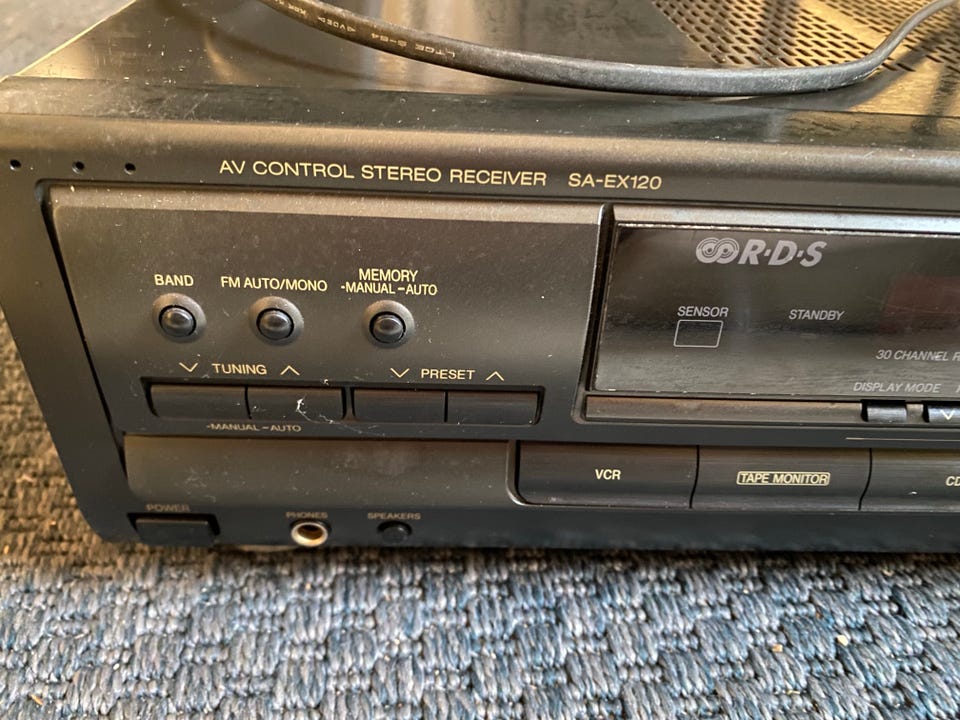 AV CONTROL STEREO RECEIVER SA-EX120
R·D·S
BAND
FM AUTO/MONO
MEMORY
-MANUAL -AUTO
SENSOR
STANDBY
30 CHANNEL
TUNING
PRESET
DISPLAY MODE
-MANUAL -AUTO
VCR
TAPE MONITOR
CD
POWER
PHONES
SPEAKERS